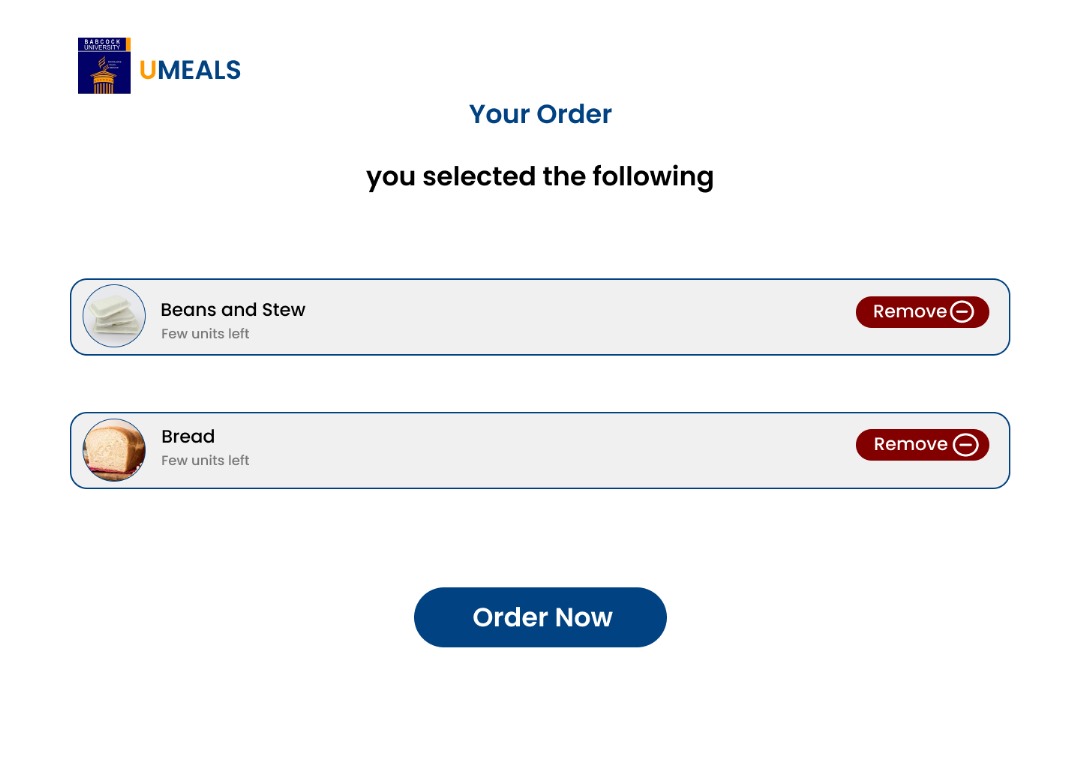 BABCOCK
UNIVERSITY
UMEALS
Your Order
you selected the following
Beans and Stew
Few units left
Remove
Bread
Few units left
Remove
Order Now